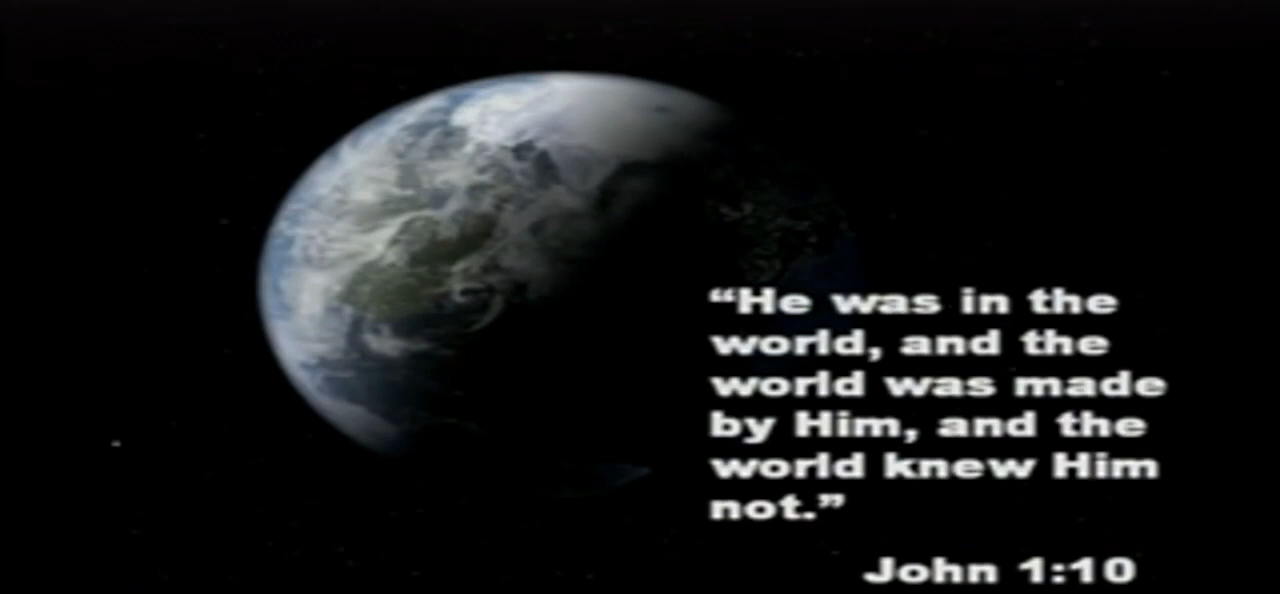 “He was in the
world, and the
world was made
by Him, and the
world knew Him
not.”
John 1:10